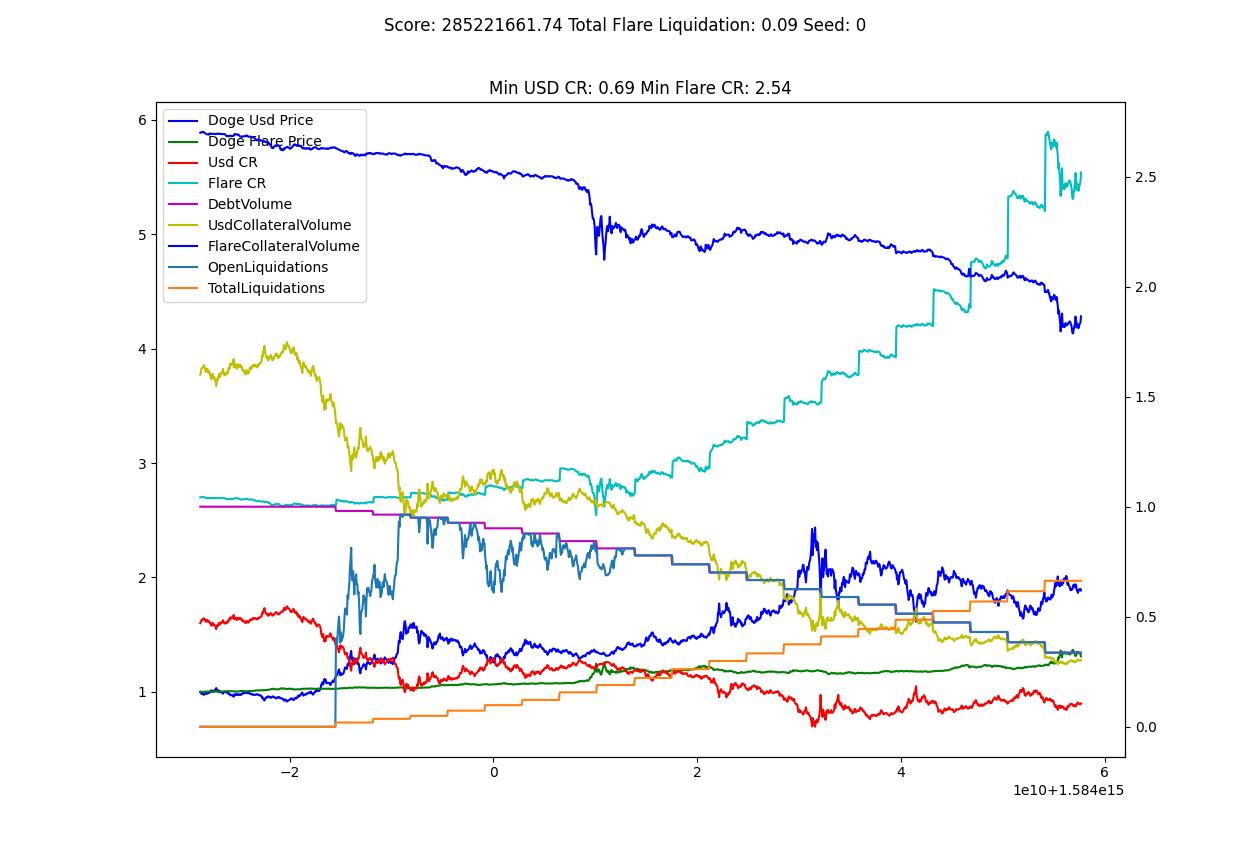 Score: 285221661.74 Total Flare Liquidation: 0.09 Seed: 0
Min USD CR: 0.69 Min Flare CR: 2.54
Doge Usd Price
Doge Flare Price
Usd CR
Flare CR
DebtVolume
UsdCollateralVolume
FlareCollateralVolume
OpenLiquidations
TotalLiquidations
6
5
4
3
2
1
2.5
2.0
1.5
1.0
0.5
0.0
−2
0
2
4
6
1e10+1.584e15